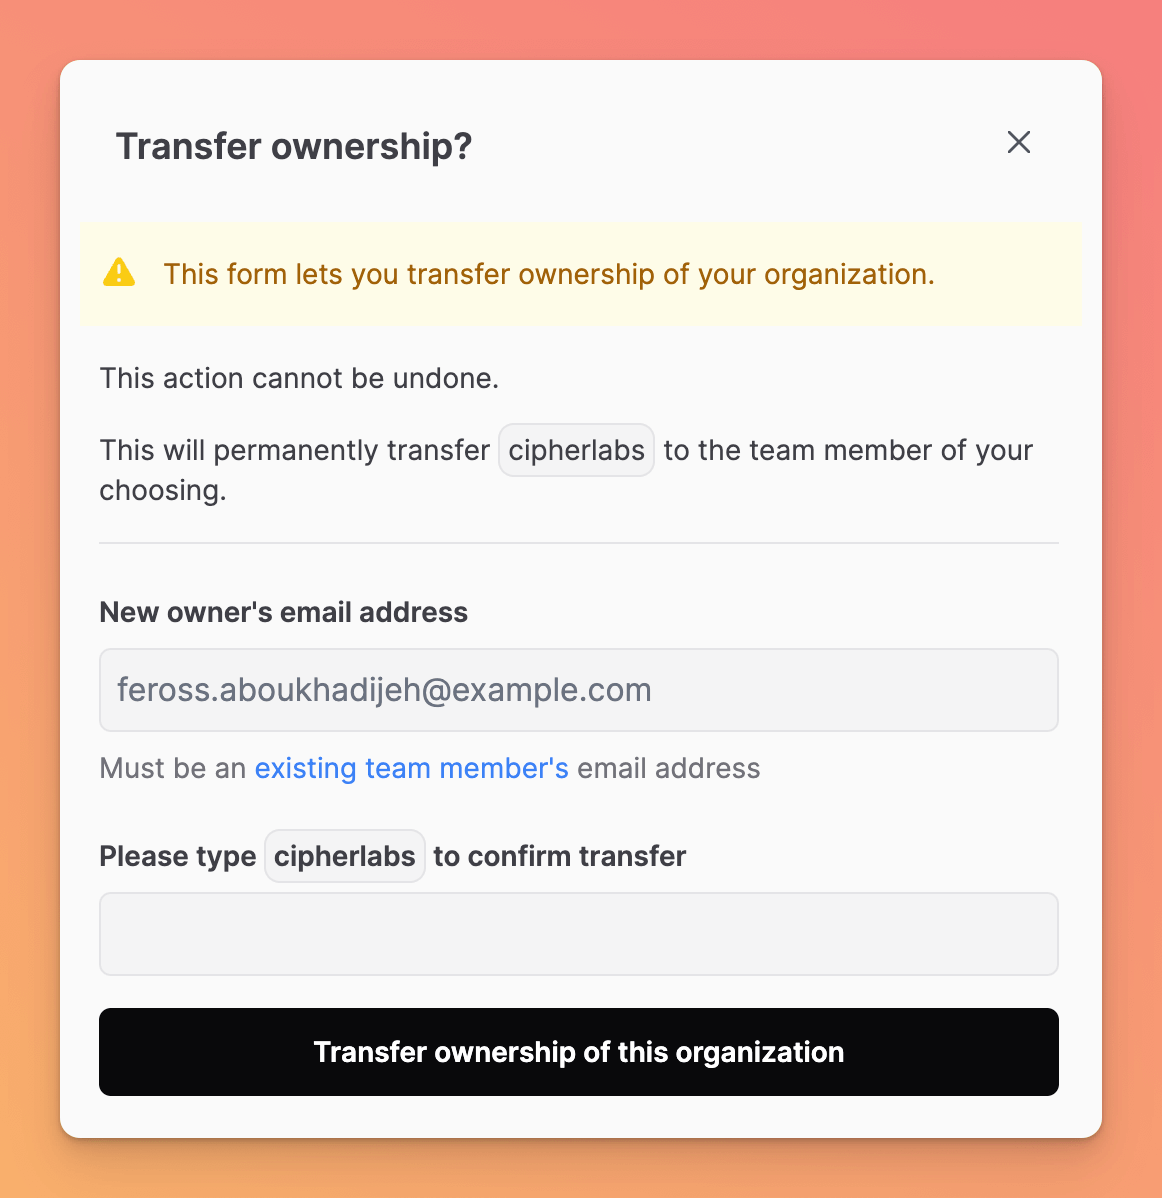 Transfer ownership?
This form lets you transfer ownership of your organization.
This action cannot be undone.
This will permanently transfer cipherlabs to the team member of your
choosing.
New owner's email address
feross.aboukhadijeh@example.com
Must be an existing team member's email address
Please type cipherlabs to confirm transfer
Transfer ownership of this organization